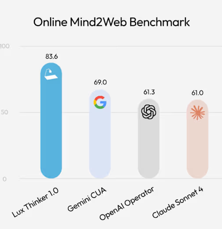 Online Mind2Web Benchmark
100
83.6
69.0
61.3
61.0
50
0
Lux Thinker 1.0
Gemini CUA
OpenAI Operator
Claude Sonnet 4